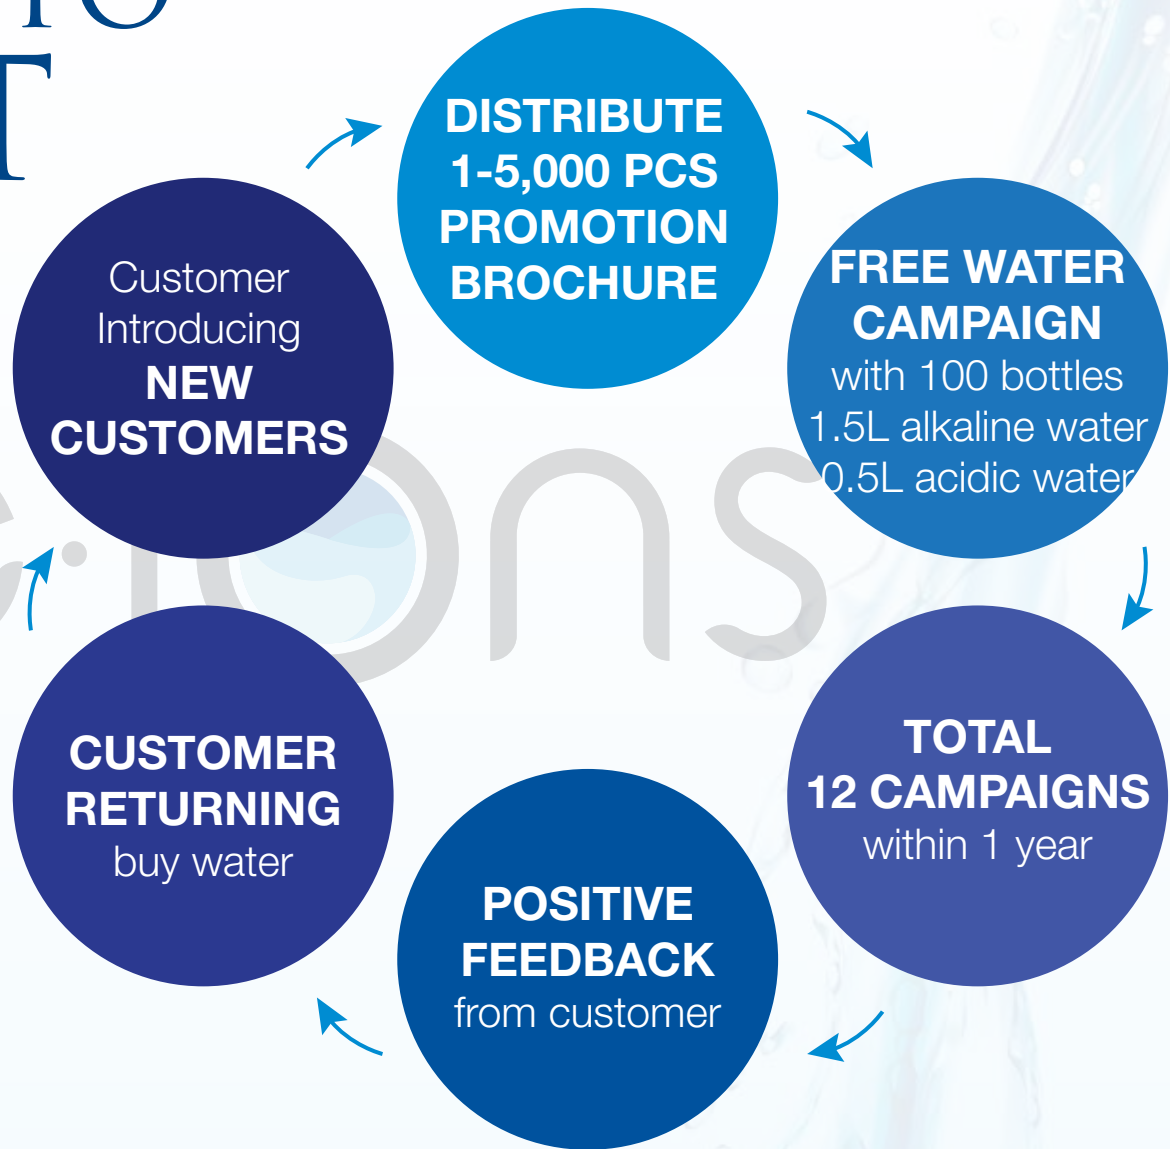 TO
T
DISTRIBUTE
1-5,000 PCS
PROMOTION
BROCHURE
FREE WATER
CAMPAIGN
with 100 bottles
1.5L alkaline water
0.5L acidic water
TOTAL
12 CAMPAIGNS
within 1 year
POSITIVE
FEEDBACK
from customer
CUSTOMER
RETURNING
buy water
Customer
Introducing
NEW
CUSTOMERS